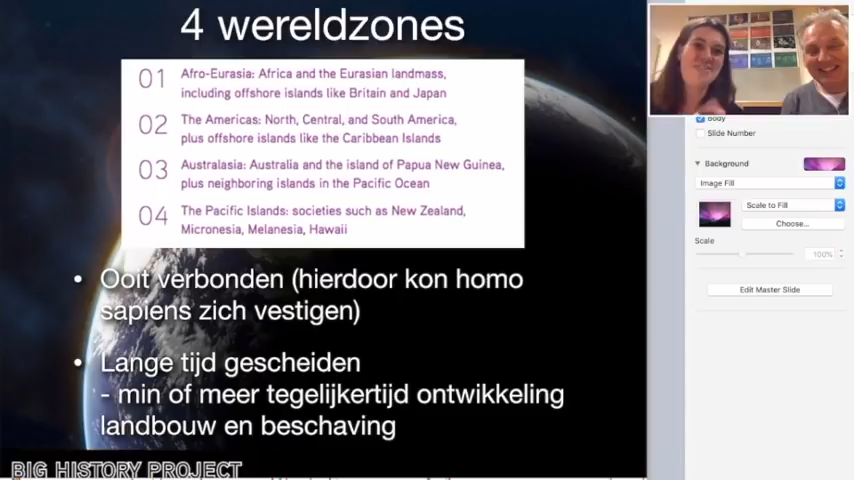 4 wereldzones
01 Afro-Eurasia: Africa and the Eurasian landmass,
including offshore islands like Britain and Japan
02 The Americas: North, Central, and South America,
plus offshore islands like the Caribbean Islands
03 Australasia: Australia and the island of Papua New Guinea,
plus neighboring islands in the Pacific Ocean
04 The Pacific Islands: societies such as New Zealand,
Micronesia, Melanesia, Hawaii
• Ooit verbonden (hierdoor kon homo
sapiens zich vestigen)
• Lange tijd gescheiden
- min of meer tegelijkertijd ontwikkeling
landbouw en beschaving
BIG HISTORY PROJECT
Body
Slide Number
Background
Image Fill
Scale to Fill
Choose...
Scale
100%
Edit Master Slide